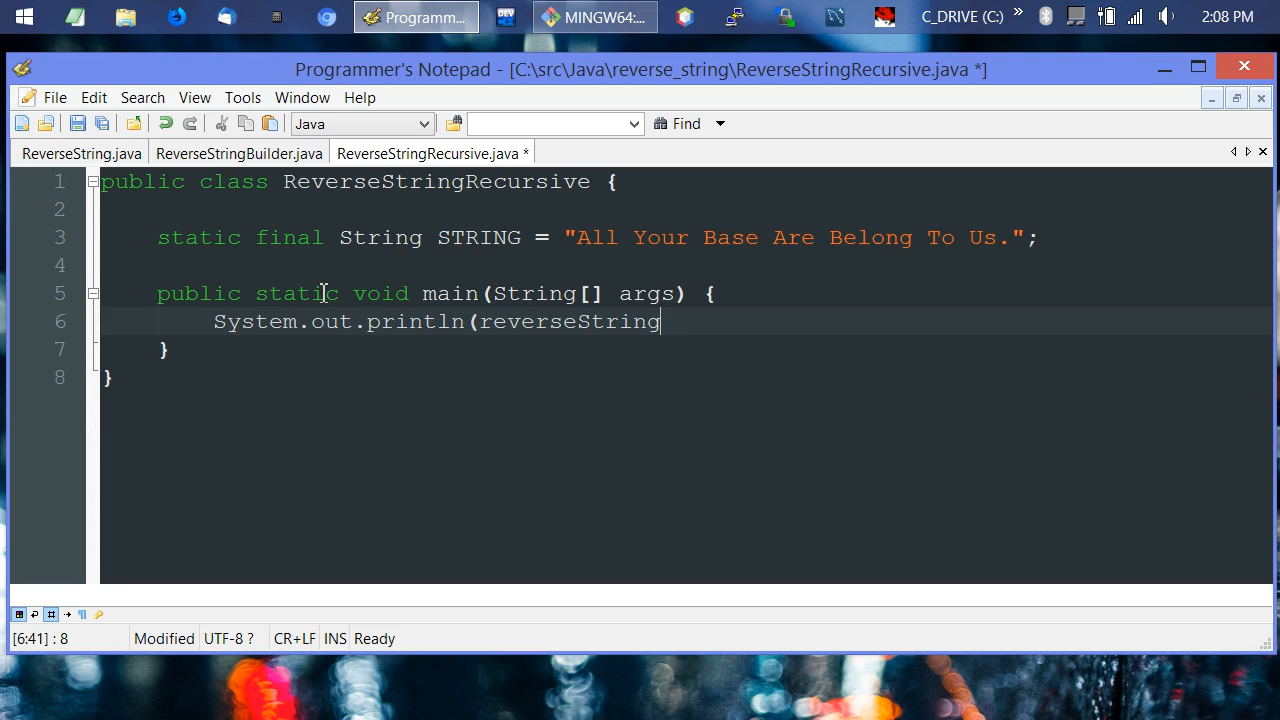 Programm...
MINGW64:...
C_DRIVE (C:) » 2:08 PM
Programmer's Notepad - [C:\src\Java\reverse_string\ReverseStringRecursive.java *]
File Edit Search View Tools Window Help
Java Find
ReverseString.java ReverseStringBuilder.java ReverseStringRecursive.java *
1 public class ReverseStringRecursive {
2
3 static final String STRING = "All Your Base Are Belong To Us.";
4
5 public static void main(String[] args) {
6 System.out.println(reverseString
7 }
8 }
[6:41] : 8 Modified UTF-8 ? CR+LF INS Ready